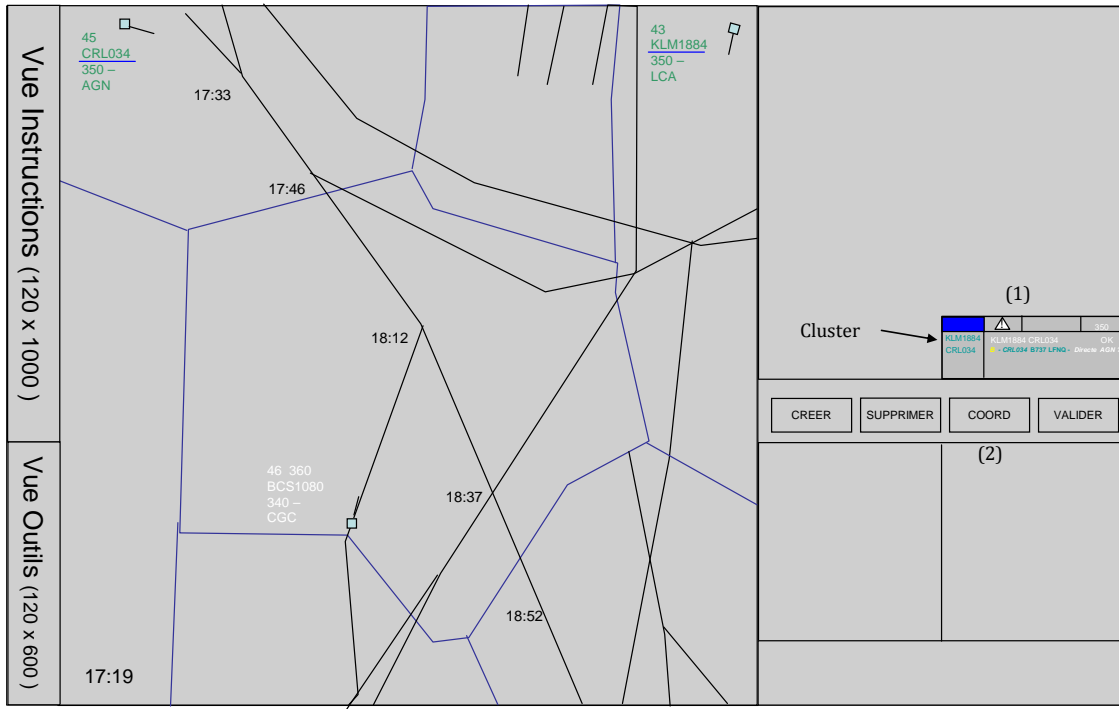 Vue Instructions (120 x 1000 )
Vue Outils (120 x 600 )
45
CRL034
350 –
AGN
43
KLM1884
350 –
LCA
17:33
17:46
18:12
46 360
BCS1080
340 –
CGC
18:37
18:52
17:19
(1)
Cluster
350
KLM1884
CRL034
KLM1884 CRL034 OK
- CRL034 B737 LFNQ - Directe AGN
CREER
SUPPRIMER
COORD
VALIDER
(2)